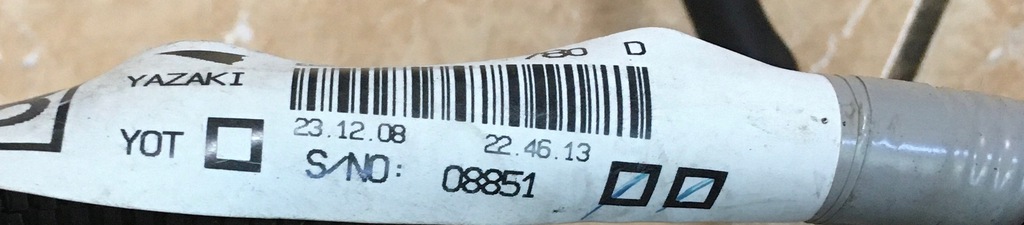 D
YAZAKI
23.12.08 22.46.13
YOT
S/NO: 08851